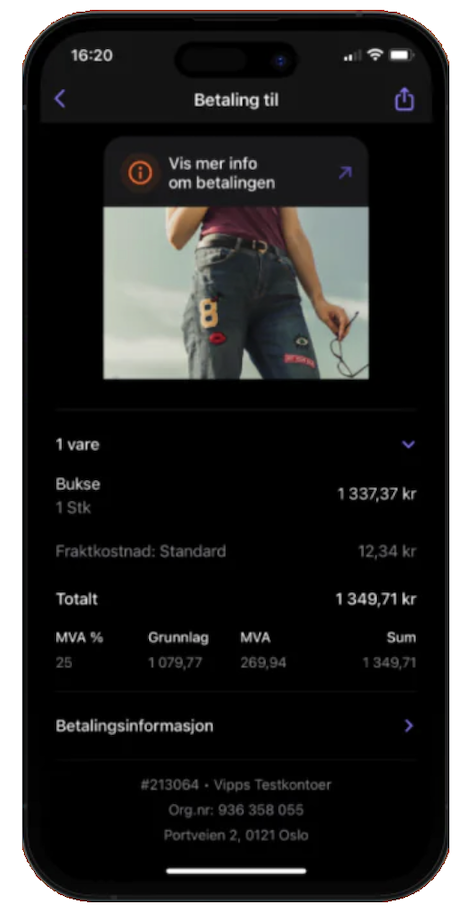 16:20
Betaling til
Vis mer info
om betalingen
8
1 vare
Bukse
1 337,37 kr
1 Stk
Fraktkostnad: Standard 12,34 kr
Totalt 1 349,71 kr
MVA % Grunnlag MVA Sum
25 1 079,77 269,94 1 349,71
Betalingsinformasjon
#213064 • Vipps Testkontoer
Org.nr: 936 358 055
Portveien 2, 0121 Oslo